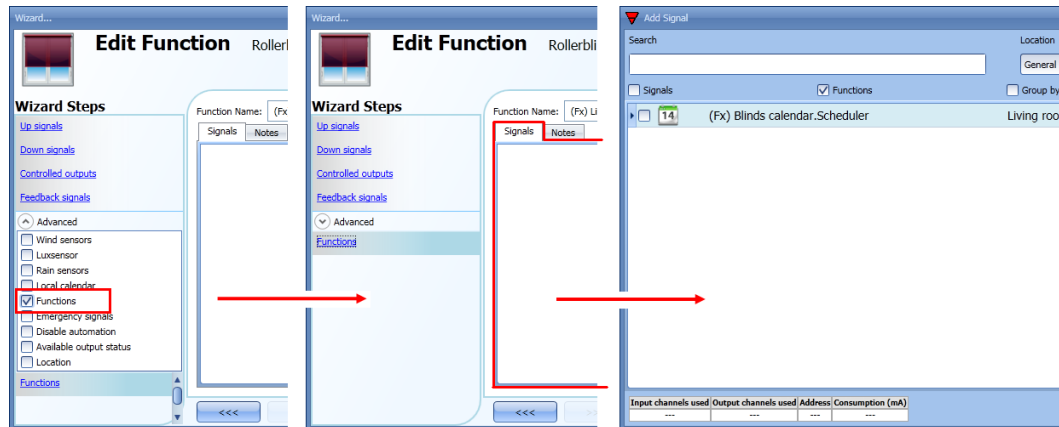 Wizard...
Edit Function Rollerl
Wizard Steps
Up signals
Down signals
Controlled outputs
Feedback signals
Advanced
Wind sensors
Luxsensor
Rain sensors
Local calendar
Functions
Emergency signals
Disable automation
Available output status
Location
Functions
Function Name: (Fx
Signals Notes
<<<
Wizard...
Edit Function Rollerbli
Wizard Steps
Up signals
Down signals
Controlled outputs
Feedback signals
Advanced
Functions
Function Name: (Fx) Li
Signals Notes
<<< >>
Add Signal
Search Location
General
Signals Functions Group by
14 (Fx) Blinds calendar.Scheduler Living roo
Input channels used Output channels used Address Consumption (mA)
--- --- --- ---